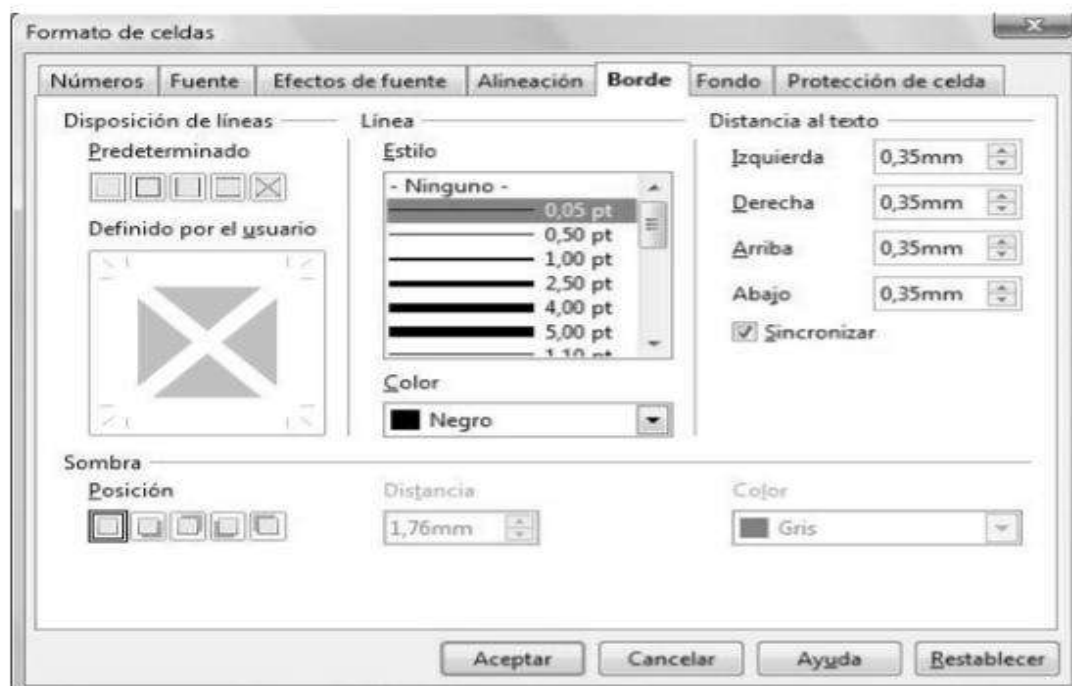 Formato de celdas
Números Fuente Efectos de fuente Alineación Borde Fondo Protección de celda
Disposición de líneas
Predeterminado
Definido por el usuario
Línea
Estilo
- Ninguno -
0,05 pt
0,50 pt
1,00 pt
2,50 pt
4,00 pt
5,00 pt
1,10 pt
Color
Negro
Distancia al texto
Izquierda 0,35mm
Derecha 0,35mm
Arriba 0,35mm
Abajo 0,35mm
Sincronizar
Sombra
Posición
Distancia
1,76mm
Color
Gris
Aceptar Cancelar Ayuda Restablecer